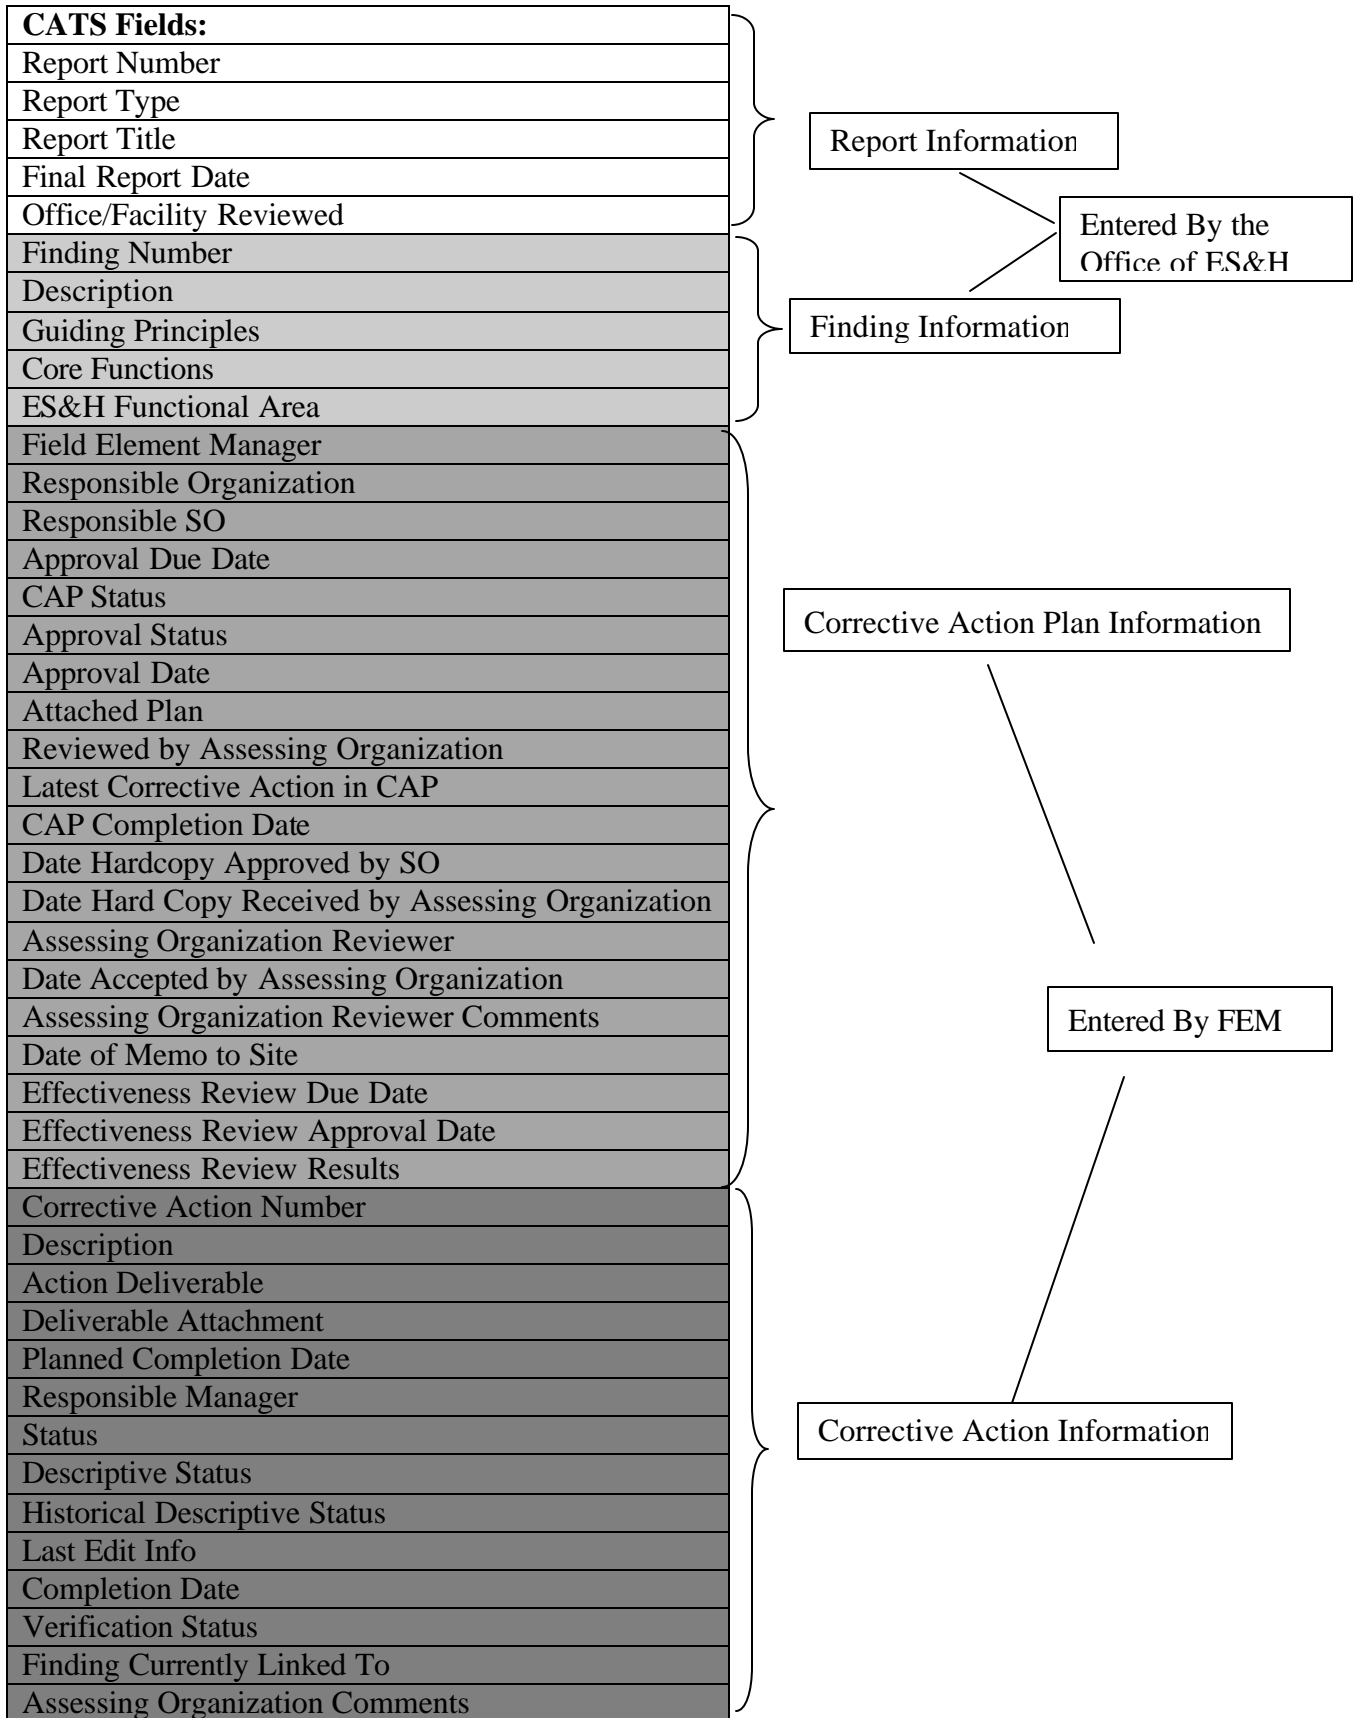 CATS Fields:
Report Number
Report Type
Report Title
Final Report Date
Office/Facility Reviewed
Finding Number
Description
Guiding Principles
Core Functions
ES&H Functional Area
Field Element Manager
Responsible Organization
Responsible SO
Approval Due Date
CAP Status
Approval Status
Approval Date
Attached Plan
Reviewed by Assessing Organization
Latest Corrective Action in CAP
CAP Completion Date
Date Hardcopy Approved by SO
Date Hard Copy Received by Assessing Organization
Assessing Organization Reviewer
Date Accepted by Assessing Organization
Assessing Organization Reviewer Comments
Date of Memo to Site
Effectiveness Review Due Date
Effectiveness Review Approval Date
Effectiveness Review Results
Corrective Action Number
Description
Action Deliverable
Deliverable Attachment
Planned Completion Date
Responsible Manager
Status
Descriptive Status
Historical Descriptive Status
Last Edit Info
Completion Date
Verification Status
Finding Currently Linked To
Assessing Organization Comments
Report Information
Entered By the
Office of ES&H
Finding Information
Corrective Action Plan Information
Entered By FEM
Corrective Action Information